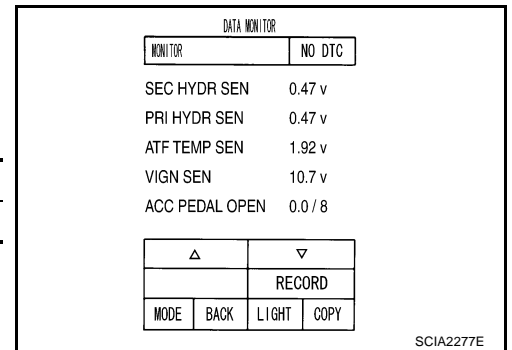 DATA MONITOR
MONITOR NO DTC
SEC HYDR SEN 0.47 v
PRI HYDR SEN 0.47 v
ATF TEMP SEN 1.92 v
VIGN SEN 10.7 v
ACC PEDAL OPEN 0.0 / 8
△ ▽
RECORD
MODE BACK LIGHT COPY
SCIA2277E